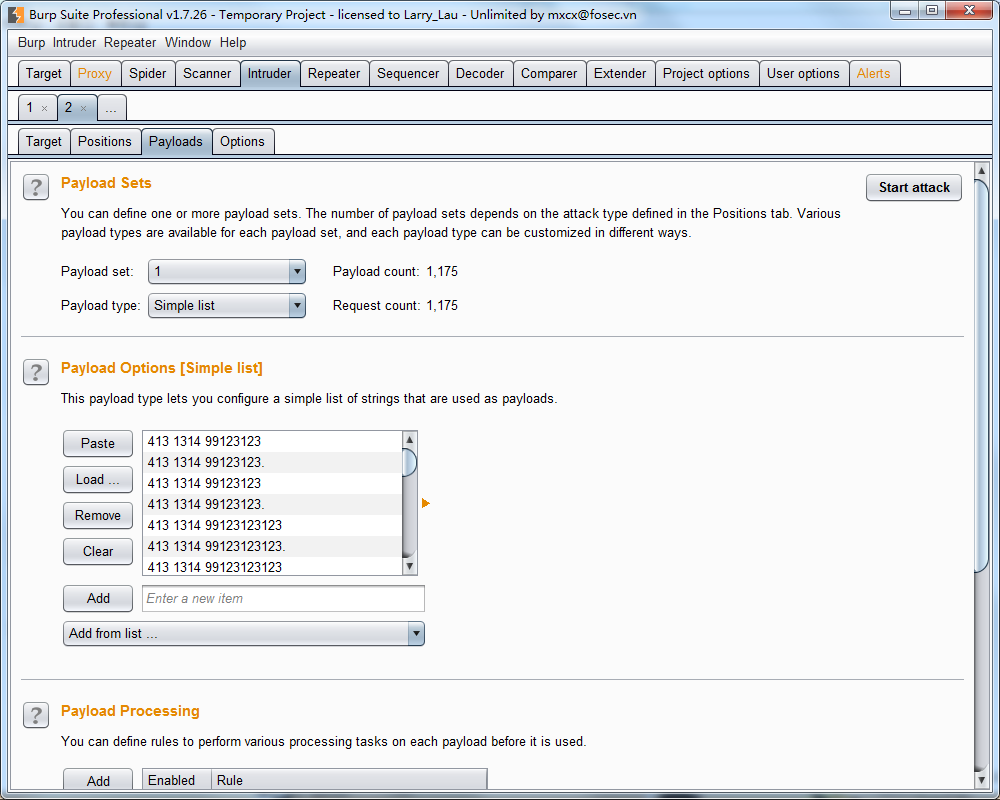 Burp Suite Professional v1.7.26 - Temporary Project - licensed to Larry_Lau - Unlimited by mxcx@fosec.vn
Burp Intruder Repeater Window Help
Target Proxy Spider Scanner Intruder Repeater Sequencer Decoder Comparer Extender Project options User options Alerts
1 × 2 × ...
Target Positions Payloads Options
? Payload Sets Start attack
You can define one or more payload sets. The number of payload sets depends on the attack type defined in the Positions tab. Various
payload types are available for each payload set, and each payload type can be customized in different ways.
Payload set: 1 Payload count: 1,175
Payload type: Simple list Request count: 1,175
? Payload Options [Simple list]
This payload type lets you configure a simple list of strings that are used as payloads.
Paste
Load ...
Remove
Clear
413 1314 99123123
413 1314 99123123.
413 1314 99123123
413 1314 99123123.
413 1314 99123123123
413 1314 99123123123.
413 1314 99123123123
Add Enter a new item
Add from list ...
? Payload Processing
You can define rules to perform various processing tasks on each payload before it is used.
Add Enabled Rule